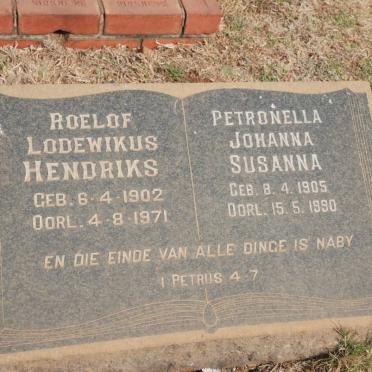 ROELOF
LODEWIKUS
HENDRIKS
GEB. 6-4-1902
OORL. 4-8-1971
PETRONELLA
JOHANNA
SUSANNA
GEB. 8.4.1905
OORL. 15.5.1990
EN DIE EINDE VAN ALLE DINGE IS NABY
I PETRUS 4-7